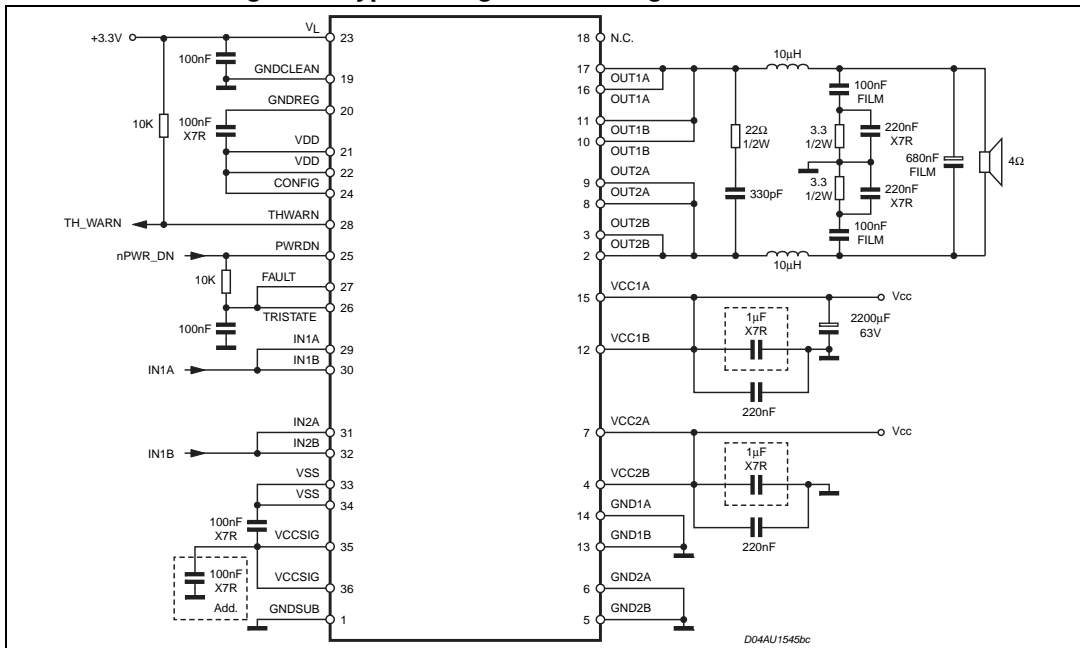 +3.3V
VL
23
100nF
GNDCLEAN
19
GNDREG
20
10K
100nF
X7R
VDD
21
VDD
22
CONFIG
24
TH_WARN
THWARN
28
nPWR_DN
PWRDN
25
10K
FAULT
27
26
TRISTATE
100nF
IN1A
29
IN1B
IN1A
30
IN2A
31
IN2B
IN1B
32
VSS
33
VSS
34
100nF
X7R
VCCSIG
35
100nF
X7R
Add.
VCCSIG
36
GNDSUB
1
18
N.C.
17
OUT1A
16
OUT1A
11
OUT1B
10
OUT1B
9
OUT2A
OUT2A
8
3
OUT2B
OUT2B
2
10µH
22Ω
1/2W
330pF
100nF
FILM
3.3
1/2W
220nF
X7R
3.3
1/2W
220nF
X7R
100nF
FILM
680nF
FILM
4Ω
10µH
15
VCC1A
Vcc
1µF
X7R
2200µF
63V
12
VCC1B
220nF
7
VCC2A
Vcc
1µF
X7R
4
VCC2B
220nF
14
GND1A
13
GND1B
6
GND2A
5
GND2B
D04AU1545bc